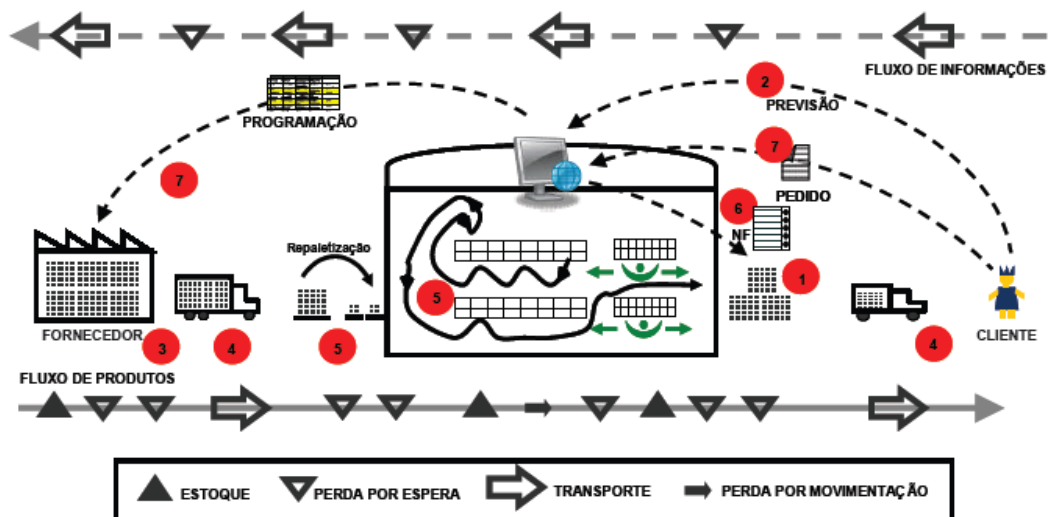 FLUXO DE INFORMAÇÕES
2
PREVISÃO
PROGRAMAÇÃO
7
7
PEDIDO
6
NF
Repaletização
1
5
FORNECEDOR
CLIENTE
3
4
5
4
FLUXO DE PRODUTOS
ESTOQUE
PERDA POR ESPERA
TRANSPORTE
PERDA POR MOVIMENTAÇÃO